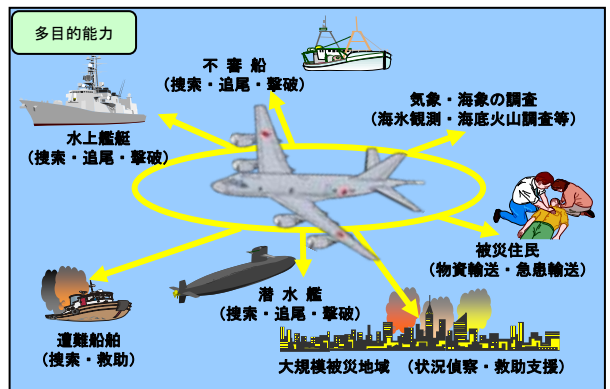 多目的能力
不審船
(捜索・追尾・撃破)
気象・海象の調査
(海氷観測・海底火山調査等)
水上艦艇
(捜索・追尾・撃破)
被災住民
(物資輸送・急患輸送)
潜水艦
(捜索・追尾・撃破)
遭難船舶
(捜索・救助)
大規模被災地域 (状況偵察・救助支援)